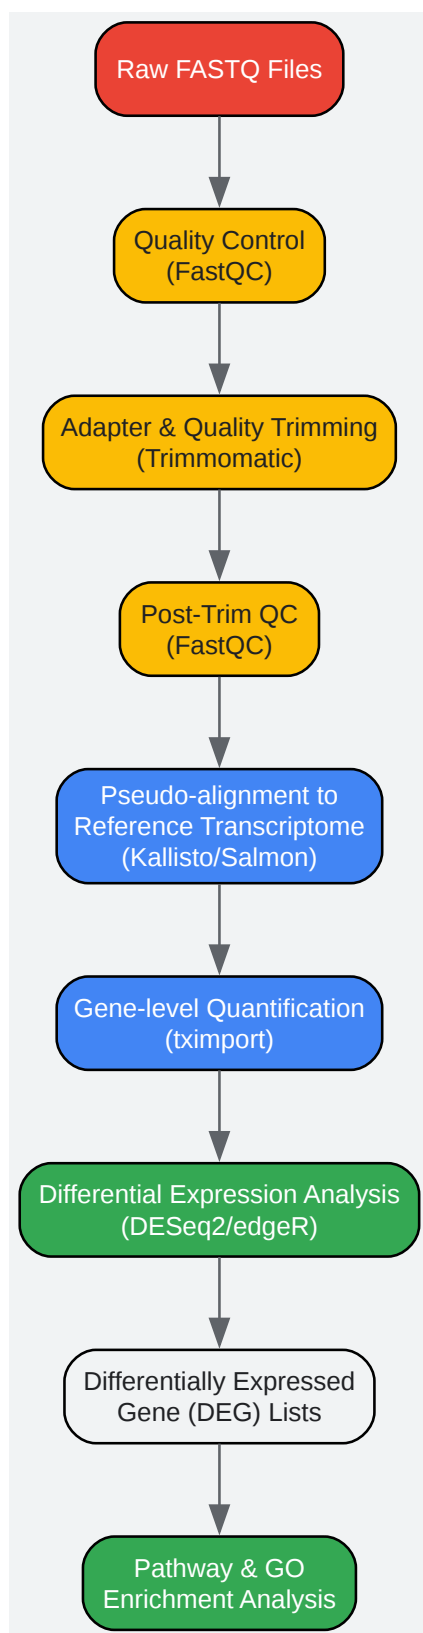 Raw FASTQ Files
Quality Control
(FastQC)
Adapter & Quality Trimming
(Trimmomatic)
Post-Trim QC
(FastQC)
Pseudo-alignment to
Reference Transcriptome
(Kallisto/Salmon)
Gene-level Quantification
(tximport)
Differential Expression Analysis
(DESeq2/edgeR)
Differentially Expressed
Gene (DEG) Lists
Pathway & GO
Enrichment Analysis